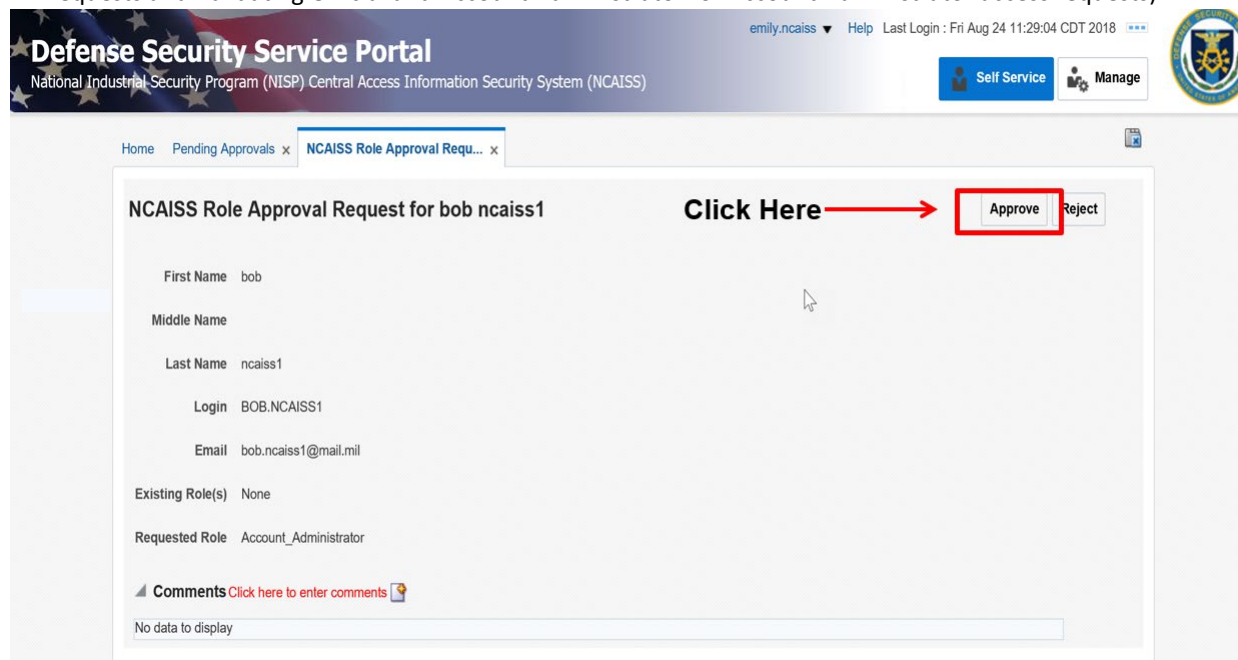 emily.ncaiss Help Last Login : Fri Aug 24 11:29:04 CDT 2018
Defense Security Service Portal
National Industrial Security Program (NISP) Central Access Information Security System (NCAISS)
Self Service Manage
Home Pending Approvals x NCAISS Role Approval Requ... x
NCAISS Role Approval Request for bob ncaiss1 Click Here Approve Reject
First Name bob
Middle Name
Last Name ncaiss1
Login BOB.NCAISS1
Email bob.ncaiss1@mail.mil
Existing Role(s) None
Requested Role Account_Administrator
Comments Click here to enter comments
No data to display